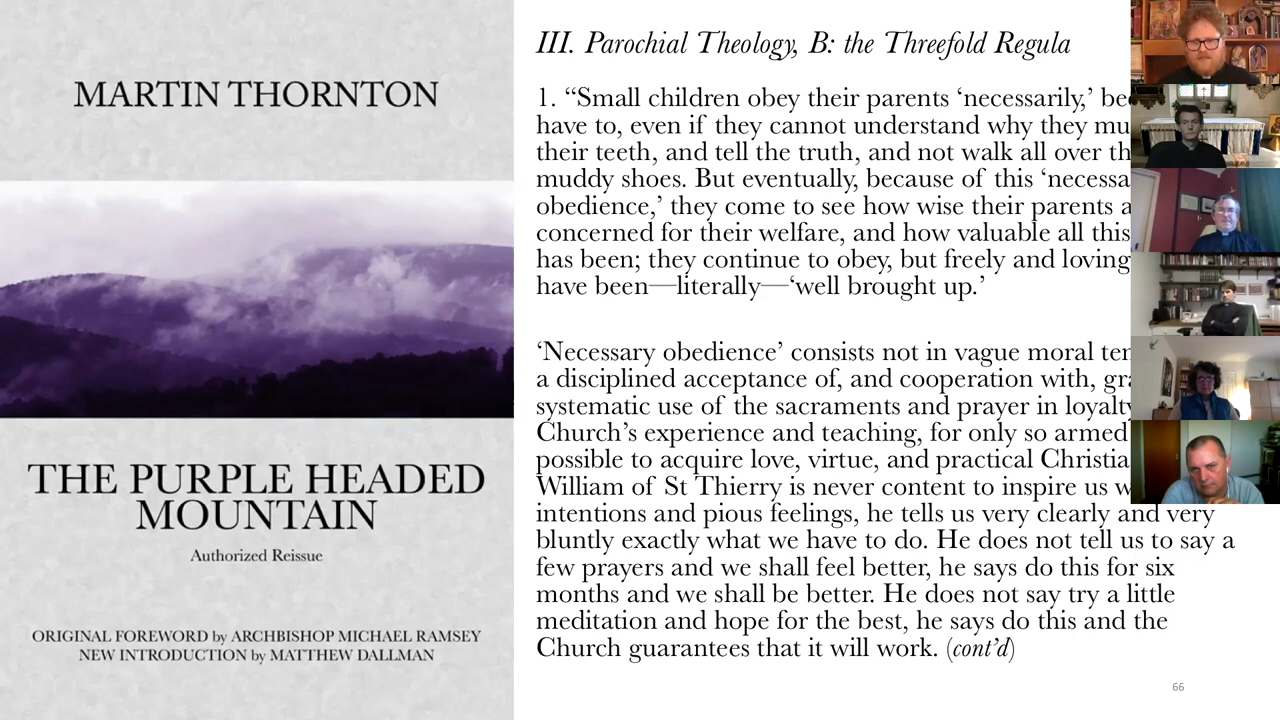 MARTIN THORNTON
THE PURPLE HEADED
MOUNTAIN
Authorized Reissue
ORIGINAL FOREWORD by ARCHBISHOP MICHAEL RAMSEY
NEW INTRODUCTION by MATTHEW DALLMAN
III. Parochial Theology, B: the Threefold Regula
1. “Small children obey their parents ‘necessarily,’
have to, even if they cannot understand why they
their teeth, and tell the truth, and not walk all over
muddy shoes. But eventually, because of this
obedience,’ they come to see how wise their parents
concerned for their welfare, and how valuable all this
has been; they continue to obey, but freely and
have been—literally—‘well brought up.’
‘Necessary obedience’ consists not in vague moral
a disciplined acceptance of, and cooperation with,
systematic use of the sacraments and prayer in
Church’s experience and teaching, for only so armed
possible to acquire love, virtue, and practical
William of St Thierry is never content to inspire us
intentions and pious feelings, he tells us very clearly and very
bluntly exactly what we have to do. He does not tell us to say a
few prayers and we shall feel better, he says do this for six
months and we shall be better. He does not say try a little
meditation and hope for the best, he says do this and the
Church guarantees that it will work. (cont’d)
66